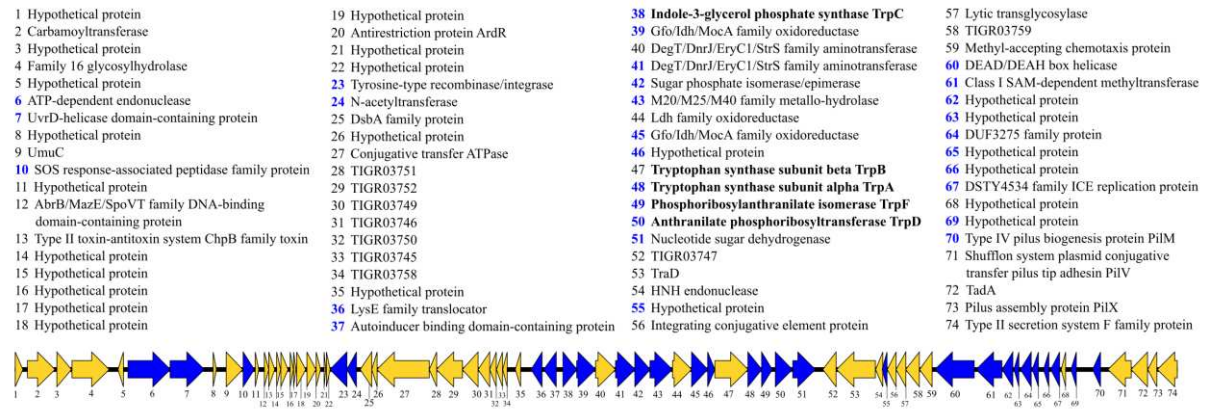 1 Hypothetical protein
2 Carbamoyltransferase
3 Hypothetical protein
4 Family 16 glycosylhydrolase
5 Hypothetical protein
6 ATP-dependent endonuclease
7 UvrD-helicase domain-containing protein
8 Hypothetical protein
9 UmuC
10 SOS response-associated peptidase family protein
11 Hypothetical protein
12 AbrB/MazE/SpoVT family DNA-binding
domain-containing protein
13 Type II toxin-antitoxin system ChpB family toxin
14 Hypothetical protein
15 Hypothetical protein
16 Hypothetical protein
17 Hypothetical protein
18 Hypothetical protein
19 Hypothetical protein
20 Antirestriction protein ArdR
21 Hypothetical protein
22 Hypothetical protein
23 Tyrosine-type recombinase/integrase
24 N-acetyltransferase
25 DsbA family protein
26 Hypothetical protein
27 Conjugative transfer ATPase
28 TIGR03751
29 TIGR03752
30 TIGR03749
31 TIGR03746
32 TIGR03750
33 TIGR03745
34 TIGR03758
35 Hypothetical protein
36 LysE family translocator
37 Autoinducer binding domain-containing protein
38 Indole-3-glycerol phosphate synthase TrpC
39 Gfo/Idh/MocA family oxidoreductase
40 DegT/DnrJ/EryC1/StrS family aminotransferase
41 DegT/DnrJ/EryC1/StrS family aminotransferase
42 Sugar phosphate isomerase/epimerase
43 M20/M25/M40 family metallo-hydrolase
44 Ldh family oxidoreductase
45 Gfo/Idh/MocA family oxidoreductase
46 Hypothetical protein
47 Tryptophan synthase subunit beta TrpB
48 Tryptophan synthase subunit alpha TrpA
49 Phosphoribosylanthranilate isomerase TrpF
50 Anthranilate phosphoribosyltransferase TrpD
51 Nucleotide sugar dehydrogenase
52 TIGR03747
53 TraD
54 HNH endonuclease
55 Hypothetical protein
56 Integrating conjugative element protein
57 Lytic transglycosylase
58 TIGR03759
59 Methyl-accepting chemotaxis protein
60 DEAD/DEAH box helicase
61 Class I SAM-dependent methyltransferase
62 Hypothetical protein
63 Hypothetical protein
64 DUF3275 family protein
65 Hypothetical protein
66 Hypothetical protein
67 DSTY4534 family ICE replication protein
68 Hypothetical protein
69 Hypothetical protein
70 Type IV pilus biogenesis protein PilM
71 Shufflon system plasmid conjugative
transfer pilus tip adhesin PilV
72 TadA
73 Pilus assembly protein PilX
74 Type II secretion system F family protein
1 2 3 4 5 6 7 8 9 10 11 13 15 17 19 21 23 24 26 27 28 29 30 31 33 35 36 37 38 39 40 41 42 43 44 45 46 47 48 49 50 51 52 53 54 56 58 59 60 61 62 64 66 68 70 71 72 73 74
12 14 16 18 20 22 25 32 34 55 57 63 65 67 69